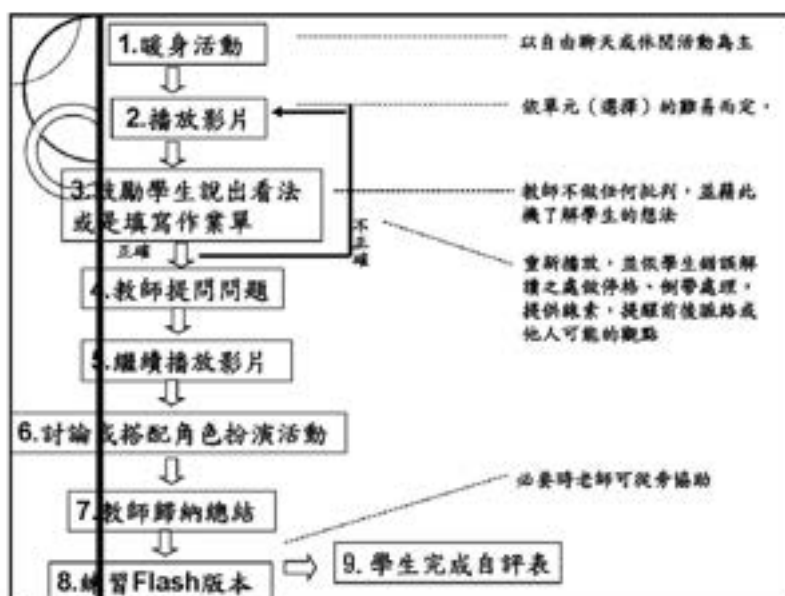 1.暖身活動
以自由聊天或休閒活動為主
2.播放影片
依單元（選擇）的難易而定。
3.鼓勵學生說出看法
或是填寫作業單
教師不做任何批判，並藉此
機了解學生的想法
正確
不正確
重新播放，並依學生錯誤解
讀之處做停格、倒帶處理。
提供線索，提醒前後脈絡或
他人可能的觀點
4.教師提問問題
5.繼續播放影片
6.討論或搭配角色扮演活動
必要時老師可從旁協助
7.教師歸納總結
8.練習Flash版本
9.學生完成自評表